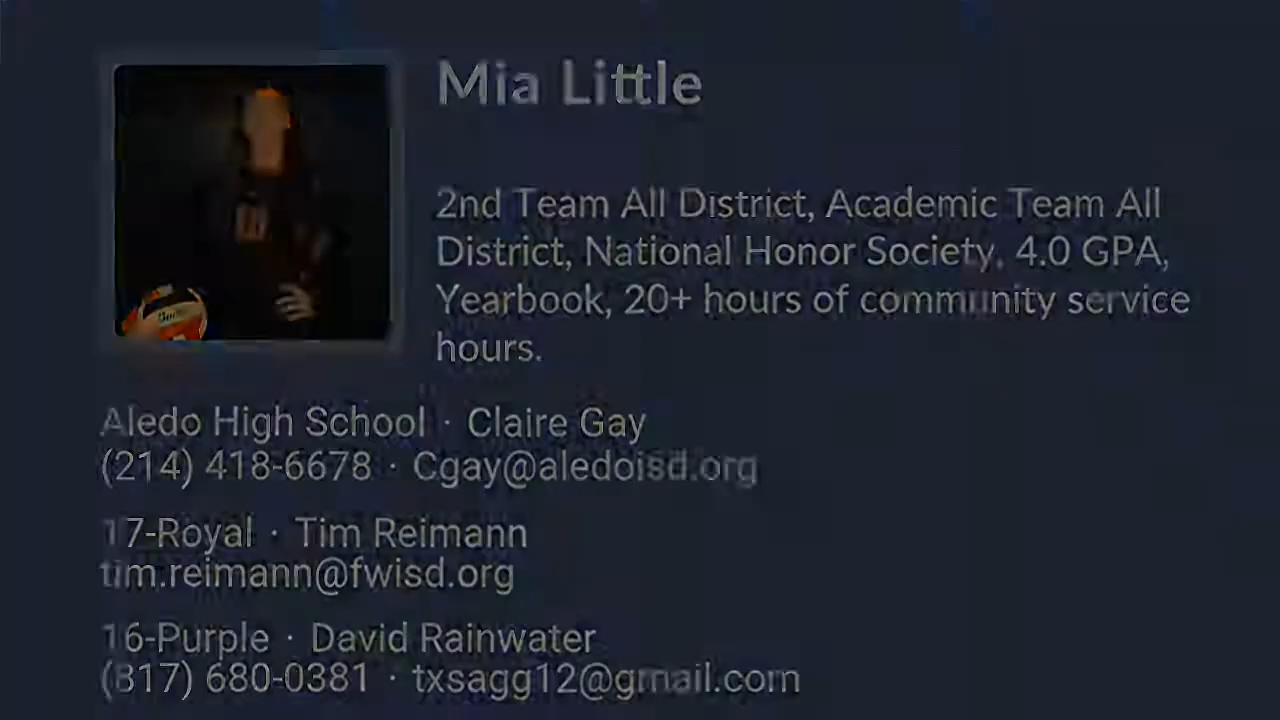 Mia Little
2nd Team All District, Academic Team All
District, National Honor Society, 4.0 GPA,
Yearbook, 20+ hours of community service
hours.
Aledo High School · Claire Gay
(214) 418-6678 · Cgay@aledoisd.org
17-Royal · Tim Reimann
tim.reimann@fwisd.org
16-Purple · David Rainwater
(817) 680-0381 · txsagg12@gmail.com